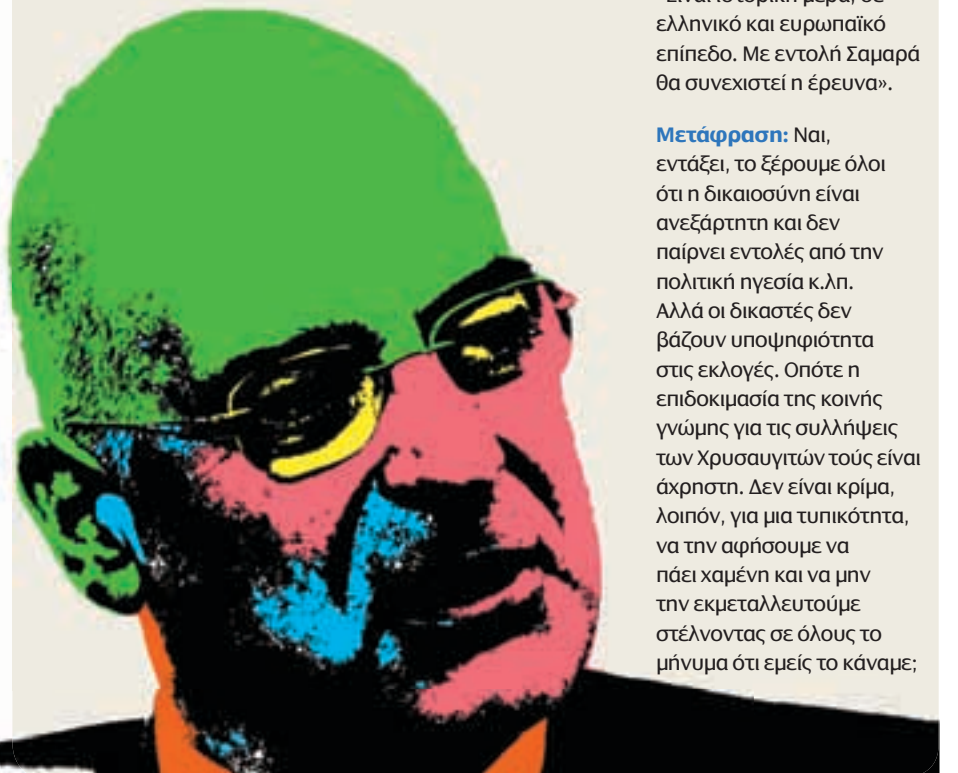 ελληνικό και ευρωπαϊκό
επίπεδο. Με εντολή Σαμαρά
θα συνεχιστεί η έρευνα».
Μετάφραση: Ναι,
εντάξει, το ξέρουμε όλοι
ότι η δικαιοσύνη είναι
ανεξάρτητη και δεν
παίρνει εντολές από την
πολιτική ηγεσία κ.λπ.
Αλλά οι δικαστές δεν
βάζουν υποψηφιότητα
στις εκλογές. Οπότε η
επιδοκιμασία της κοινής
γνώμης για τις συλλήψεις
των Χρυσαυγιτών τούς είναι
άχρηστη. Δεν είναι κρίμα,
λοιπόν, για μια τυπικότητα,
να την αφήσουμε να
πάει χαμένη και να μην
την εκμεταλλευτούμε
στέλνοντας σε όλους το
μήνυμα ότι εμείς το κάναμε;